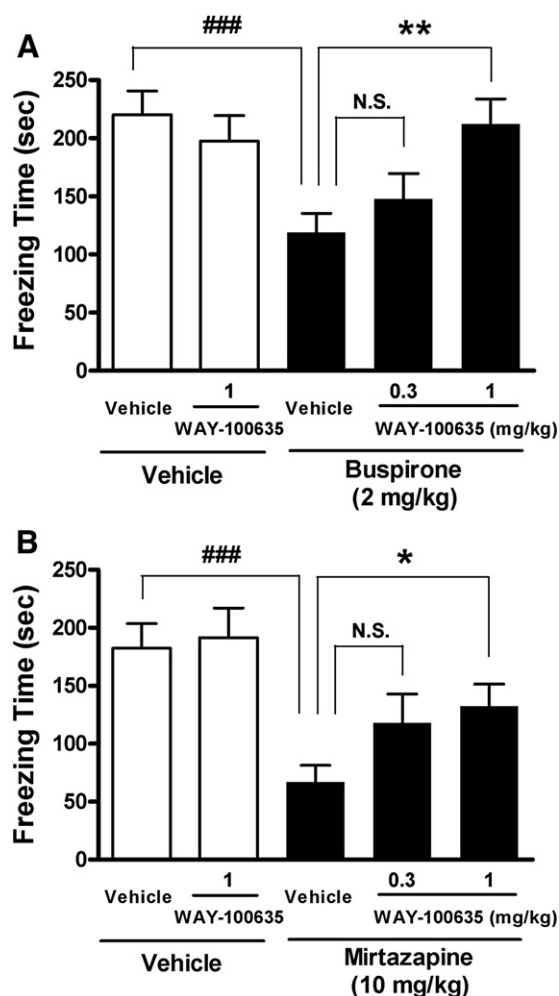 A
###
**
N.S.
Freezing Time (sec)
250
200
150
100
50
0
Vehicle
1
Vehicle
0.3
1
WAY-100635
WAY-100635 (mg/kg)
Vehicle
Buspirone
(2 mg/kg)
B
###
*
N.S.
Freezing Time (sec)
250
200
150
100
50
0
Vehicle
1
Vehicle
0.3
1
WAY-100635
WAY-100635 (mg/kg)
Vehicle
Mirtazapine
(10 mg/kg)